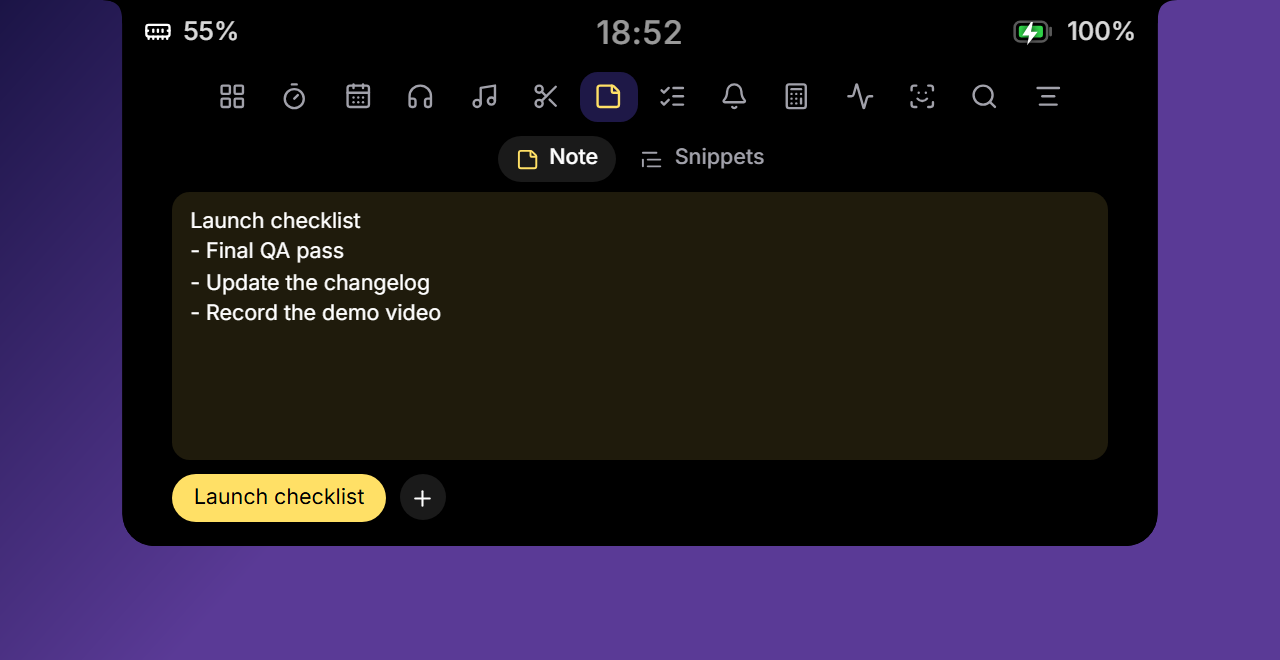 55%
18:52
100%
Note
Snippets
Launch checklist
- Final QA pass
- Update the changelog
- Record the demo video
Launch checklist
+